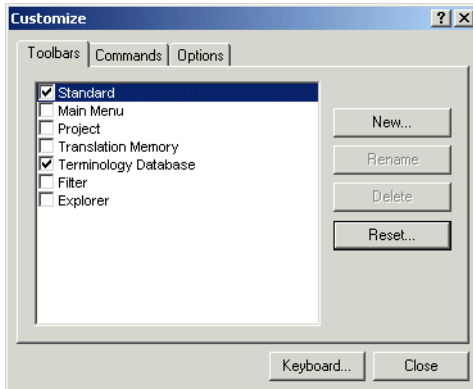 Customize
Toolbars Commands Options
Standard
Main Menu
Project
Translation Memory
Terminology Database
Filter
Explorer
New...
Rename
Delete
Reset...
Keyboard... Close